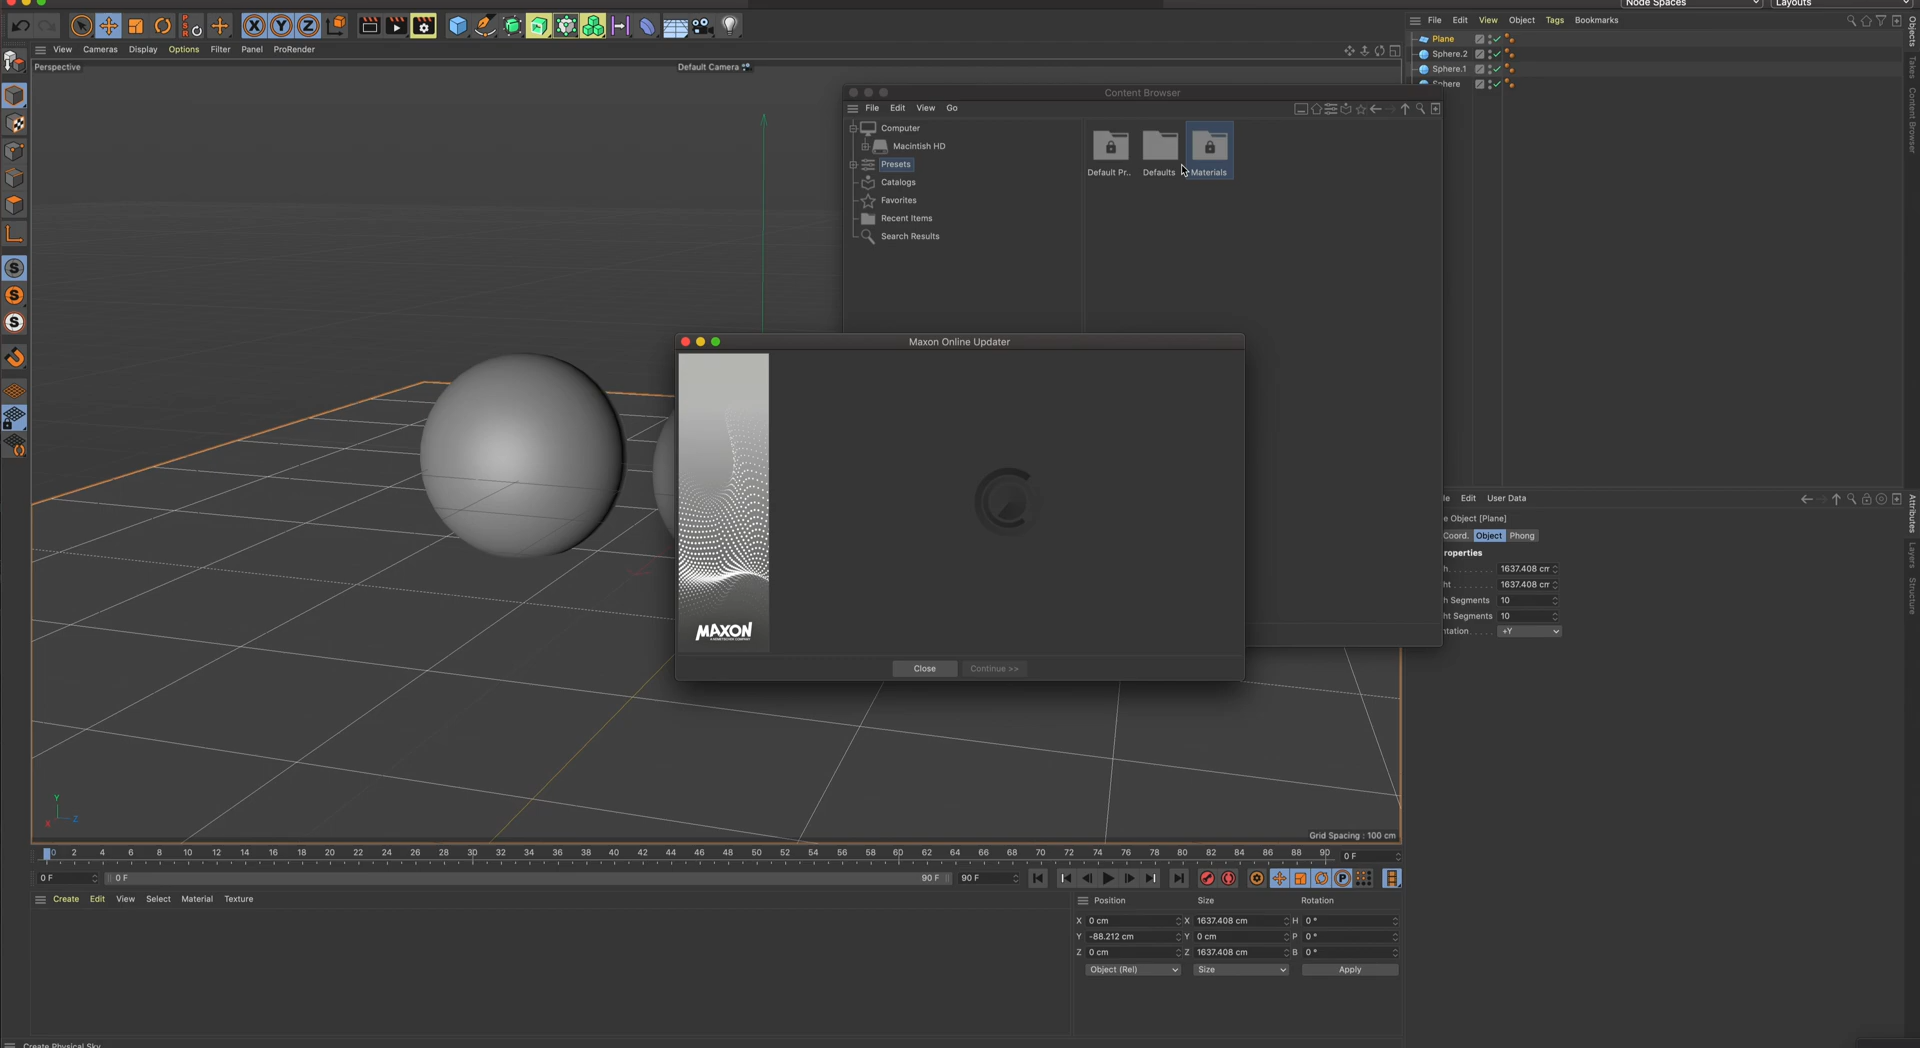 Node Spaces
Layouts
File Edit View Object Tags Bookmarks
View Cameras Display Options Filter Panel ProRender
Perspective
Default Camera
Plane
Sphere.2
Sphere.1
Sphere
Objects
Takes
Content Browser
Content Browser
File Edit View Go
Computer
Macintish HD
Presets
Catalogs
Favorites
Recent Items
Search Results
Default Pr..
Defaults
Materials
Maxon Online Updater
MAXON
Close
Continue >>
le Edit User Data
e Object [Plane]
Coord. Object Phong
roperties
h. . . . . . . . 1637.408 cm
ht . . . . . . . 1637.408 cm
h Segments 10
ht Segments 10
ntation . . . . . +Y
Attributes
Layers
Structure
Y
X
Z
Grid Spacing : 100 cm
0 2 4 6 8 10 12 14 16 18 20 22 24 26 28 30 32 34 36 38 40 42 44 46 48 50 52 54 56 58 60 62 64 66 68 70 72 74 76 78 80 82 84 86 88 90
0 F
0 F
0 F
90 F
90 F
Create Edit View Select Material Texture
Position Size Rotation
X 0 cm X 1637.408 cm H 0 °
Y -88.212 cm Y 0 cm P 0 °
Z 0 cm Z 1637.408 cm B 0 °
Object (Rel) Size Apply
Create Physical Sky